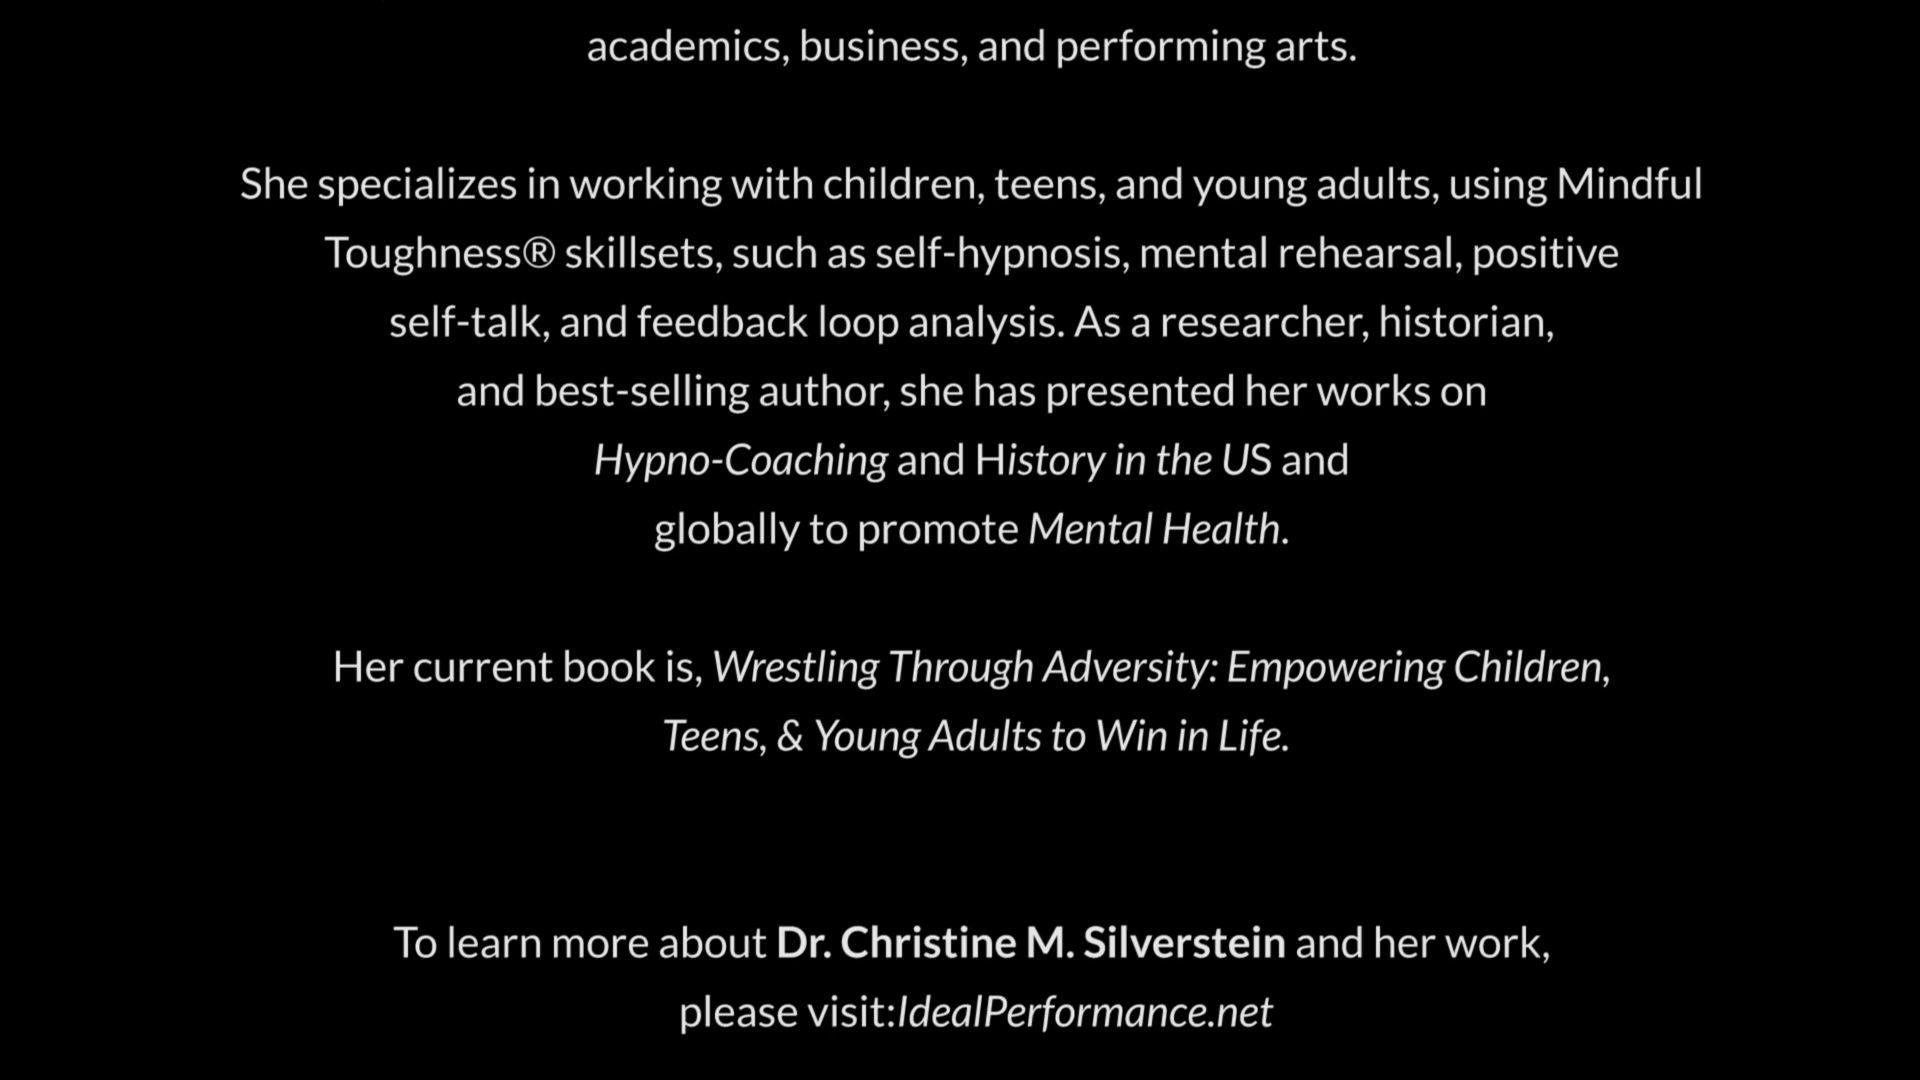 academics, business, and performing arts.
She specializes in working with children, teens, and young adults, using Mindful
Toughness® skillsets, such as self-hypnosis, mental rehearsal, positive
self-talk, and feedback loop analysis. As a researcher, historian,
and best-selling author, she has presented her works on
Hypno-Coaching and History in the US and
globally to promote Mental Health.
Her current book is, Wrestling Through Adversity: Empowering Children,
Teens, & Young Adults to Win in Life.
To learn more about Dr. Christine M. Silverstein and her work,
please visit:IdealPerformance.net